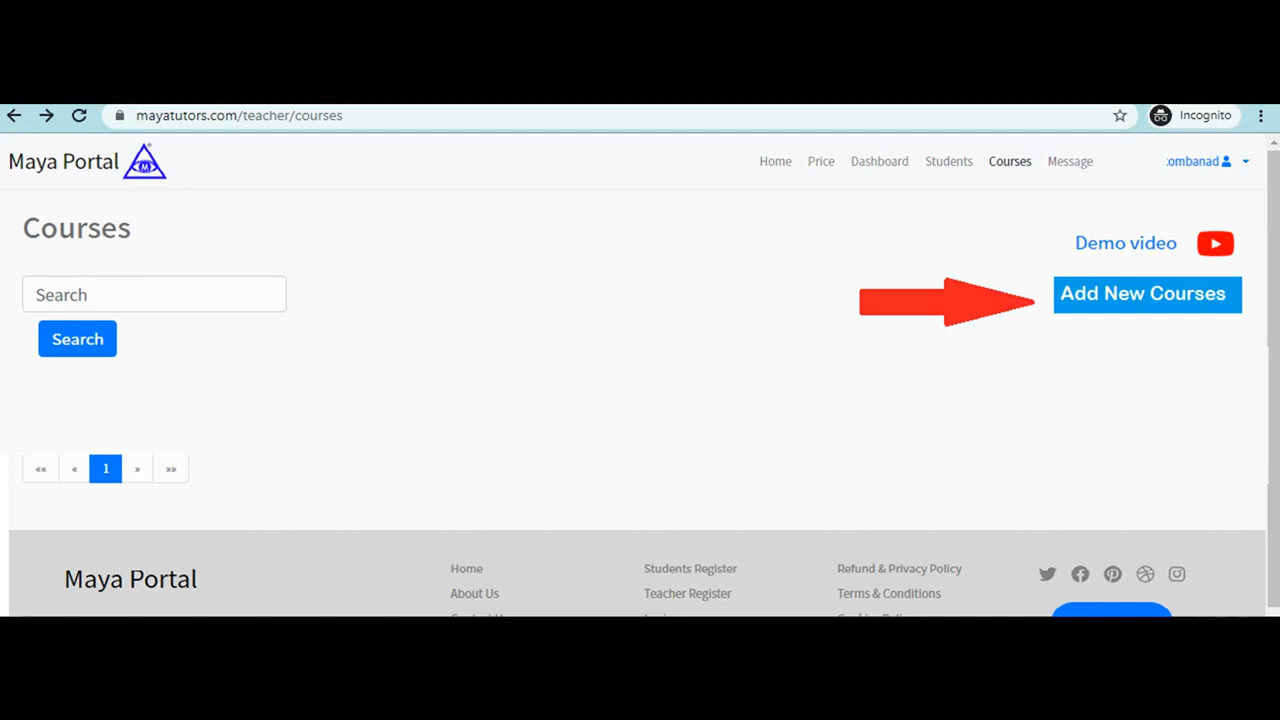 mayatutors.com/teacher/courses
Incognito
Maya Portal
M
Home Price Dashboard Students Courses Message
ombanad
Courses
Demo video
Search
Add New Courses
Search
«« « 1 » »»
Maya Portal
Home Students Register Refund & Privacy Policy
About Us Teacher Register Terms & Conditions